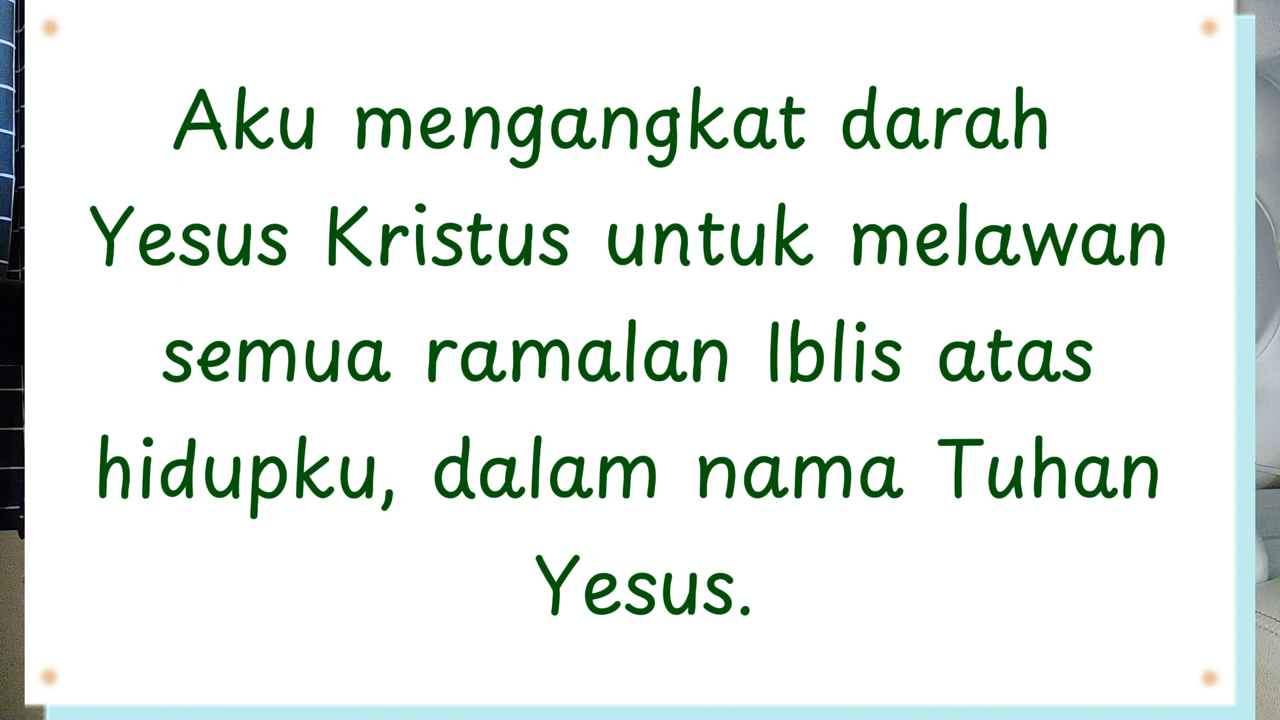 Aku mengangkat darah
Yesus Kristus untuk melawan
semua ramalan Iblis atas
hidupku, dalam nama Tuhan
Yesus.